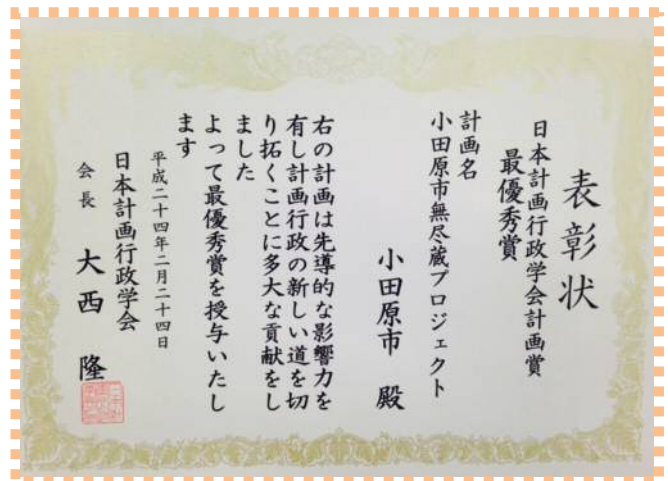 表彰状
日本計画行政学会計画賞
最優秀賞
計画名
小田原市無尽蔵プロジェクト
小田原市　殿
右の計画は先導的な影響力を
有し計画行政の新しい道を切
り拓くことに多大な貢献をし
ました
よって最優秀賞を授与いたし
ます
平成二十四年二月二十四日
日本計画行政学会
会長　大西　隆